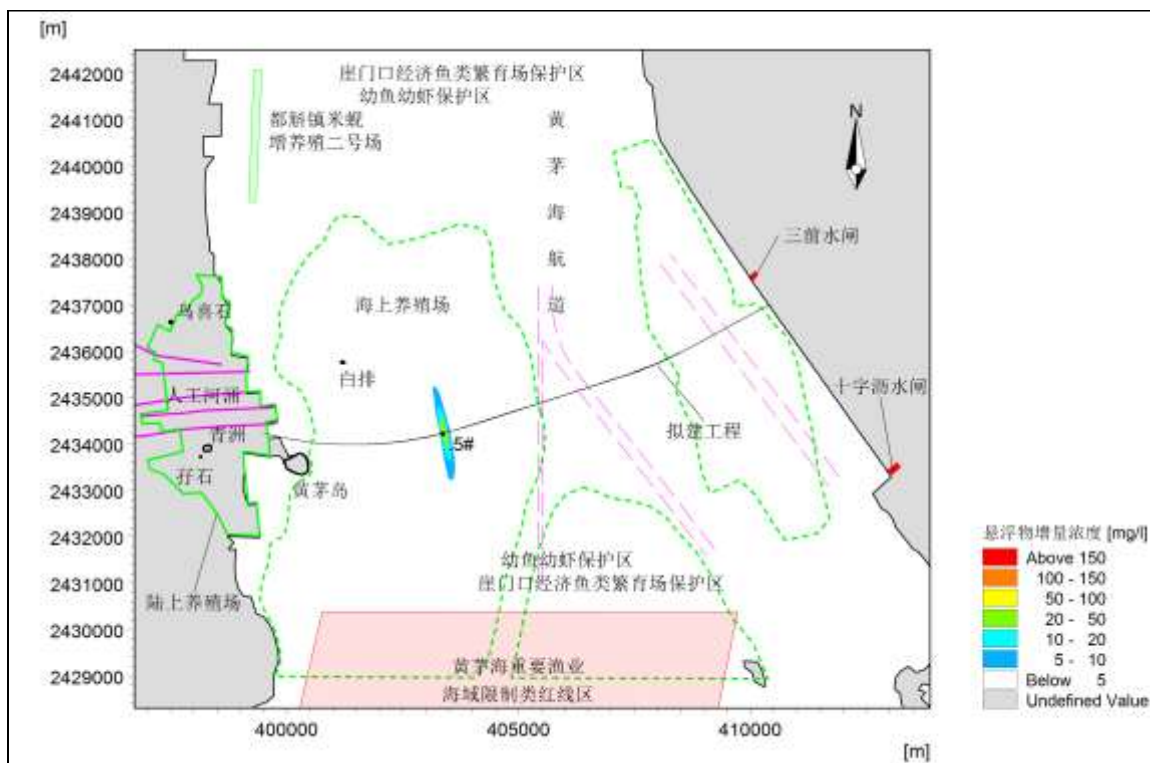 [m]
2442000
2441000
2440000
2439000
2438000
2437000
2436000
2435000
2434000
2433000
2432000
2431000
2430000
2429000
崖门口经济鱼类繁育场保护区
幼鱼幼虾保护区
都斛镇米蚬
增养殖二号场
黄
茅
海
航
道
N
三前水闸
海上养殖场
鸟喜石
白排
人工河涌
青洲
孖石
黄茅岛
5#
拟建工程
十字沥水闸
陆上养殖场
幼鱼幼虾保护区
崖门口经济鱼类繁育场保护区
黄茅海重要渔业
海域限制类红线区
400000
405000
410000
[m]
悬浮物增量浓度 [mg/l]
Above 150
100 - 150
50 - 100
20 - 50
10 - 20
5 - 10
Below 5
Undefined Value